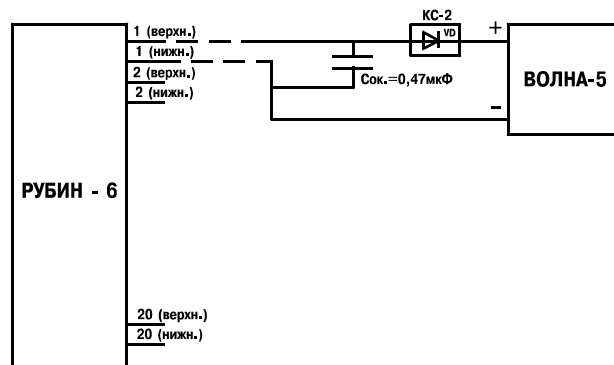 КС-2
1 (верхн.)
VD
+
1 (нижн.)
2 (верхн.)
Сок.=0,47мкФ
ВОЛНА-5
2 (нижн.)
-
РУБИН - 6
20 (верхн.)
20 (нижн.)